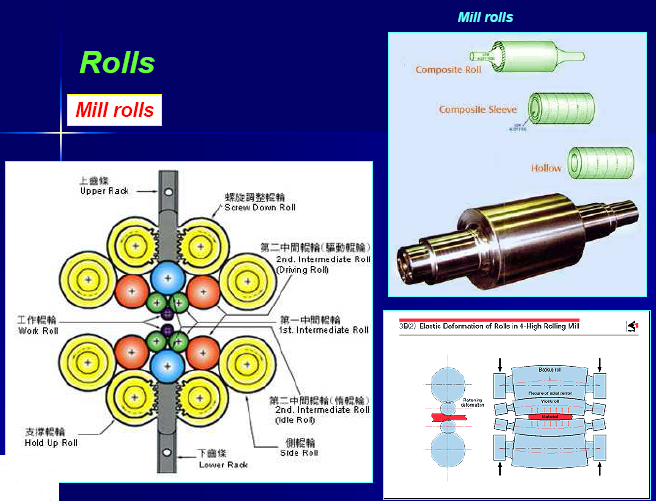 Mill rolls
Rolls
Mill rolls
Composite Roll
Composite Sleeve
Hollow
上齒條
Upper Rack
螺旋調整輥輪
Screw Down Roll
第二中間輥輪(驅動輥輪)
2nd. Intermediate Roll
(Driving Roll)
工作輥輪
Work Roll
第一中間輥輪
1st. Intermediate Roll
第二中間輥輪(惰輥輪)
2nd. Intermediate Roll
(Idle Roll)
支撐輥輪
Hold Up Roll
側輥輪
Side Roll
下齒條
Lower Rack
Elastic Deformation of Rolls in 4-High Rolling Mill
Backup roll
Flattening
deformation
Work roll
Material